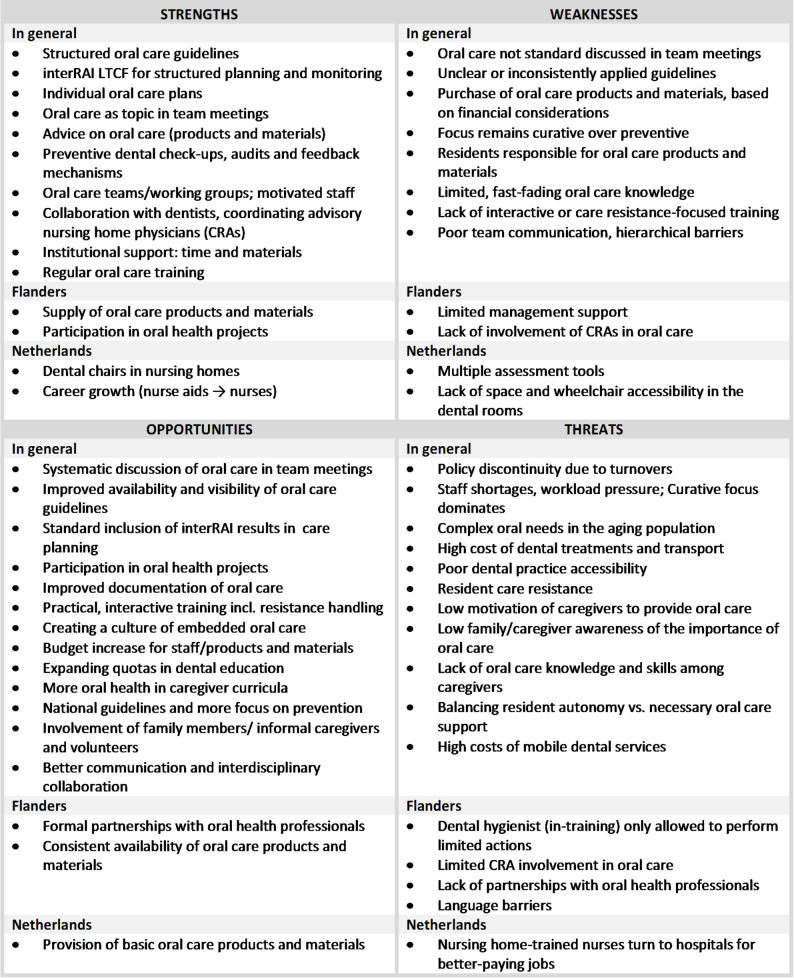 STRENGTHS
In general
• Structured oral care guidelines
• interRAI LTCF for structured planning and monitoring
• Individual oral care plans
• Oral care as topic in team meetings
• Advice on oral care (products and materials)
• Preventive dental check-ups, audits and feedback
mechanisms
• Oral care teams/working groups; motivated staff
• Collaboration with dentists, coordinating advisory
nursing home physicians (CRAs)
• Institutional support: time and materials
• Regular oral care training
Flanders
• Supply of oral care products and materials
• Participation in oral health projects
Netherlands
• Dental chairs in nursing homes
• Career growth (nurse aids → nurses)
WEAKNESSES
In general
• Oral care not standard discussed in team meetings
• Unclear or inconsistently applied guidelines
• Purchase of oral care products and materials, based
on financial considerations
• Focus remains curative over preventive
• Residents responsible for oral care products and
materials
• Limited, fast-fading oral care knowledge
• Lack of interactive or care resistance-focused training
• Poor team communication, hierarchical barriers
Flanders
• Limited management support
• Lack of involvement of CRAs in oral care
Netherlands
• Multiple assessment tools
• Lack of space and wheelchair accessibility in the
dental rooms
OPPORTUNITIES
In general
• Systematic discussion of oral care in team meetings
• Improved availability and visibility of oral care
guidelines
• Standard inclusion of interRAI results in care
planning
• Participation in oral health projects
• Improved documentation of oral care
• Practical, interactive training incl. resistance handling
• Creating a culture of embedded oral care
• Budget increase for staff/products and materials
• Expanding quotas in dental education
• More oral health in caregiver curricula
• National guidelines and more focus on prevention
• Involvement of family members/ informal caregivers
and volunteers
• Better communication and interdisciplinary
collaboration
Flanders
• Formal partnerships with oral health professionals
• Consistent availability of oral care products and
materials
Netherlands
• Provision of basic oral care products and materials
THREATS
In general
• Policy discontinuity due to turnovers
• Staff shortages, workload pressure; Curative focus
dominates
• Complex oral needs in the aging population
• High cost of dental treatments and transport
• Poor dental practice accessibility
• Resident care resistance
• Low motivation of caregivers to provide oral care
• Low family/caregiver awareness of the importance of
oral care
• Lack of oral care knowledge and skills among
caregivers
• Balancing resident autonomy vs. necessary oral care
support
• High costs of mobile dental services
Flanders
• Dental hygienist (in-training) only allowed to perform
limited actions
• Limited CRA involvement in oral care
• Lack of partnerships with oral health professionals
• Language barriers
Netherlands
• Nursing home-trained nurses turn to hospitals for
better-paying jobs